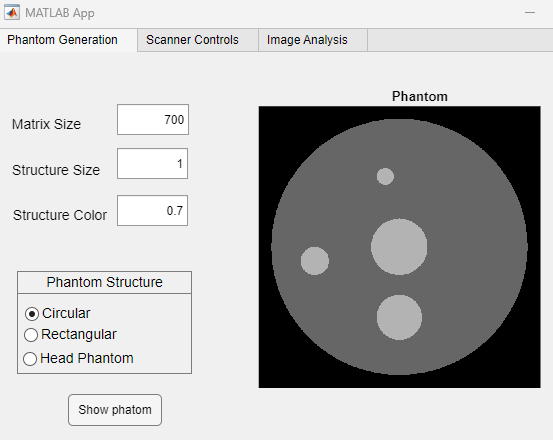 MATLAB App
Phantom Generation Scanner Controls Image Analysis
Phantom
Matrix Size 700
Structure Size 1
Structure Color 0.7
Phantom Structure
Circular
Rectangular
Head Phantom
Show phatom